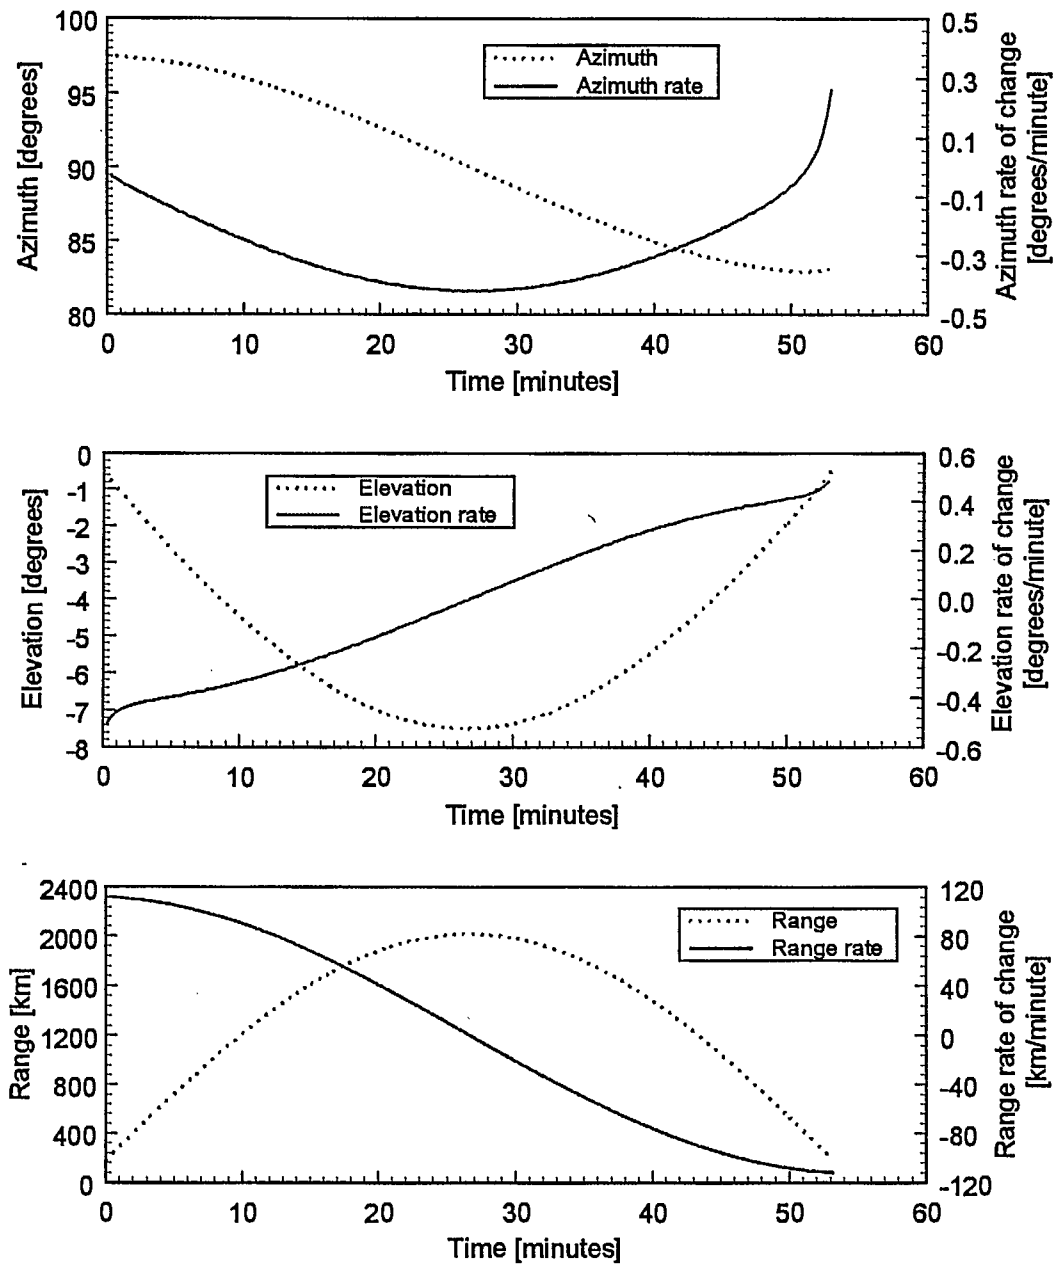 100
95
90
85
80
Azimuth [degrees]
Azimuth
Azimuth rate
0.5
0.3
0.1
-0.1
-0.3
-0.5
Azimuth rate of change
[degrees/minute]
0 10 20 30 40 50 60
Time [minutes]
0
-1
-2
-3
-4
-5
-6
-7
-8
Elevation [degrees]
Elevation
Elevation rate
0.6
0.4
0.2
0.0
-0.2
-0.4
-0.6
Elevation rate of change
[degrees/minute]
0 10 20 30 40 50 60
Time [minutes]
2400
2000
1600
1200
800
400
0
Range [km]
Range
Range rate
120
80
40
0
-40
-80
-120
Range rate of change
[km/minute]
0 10 20 30 40 50 60
Time [minutes]